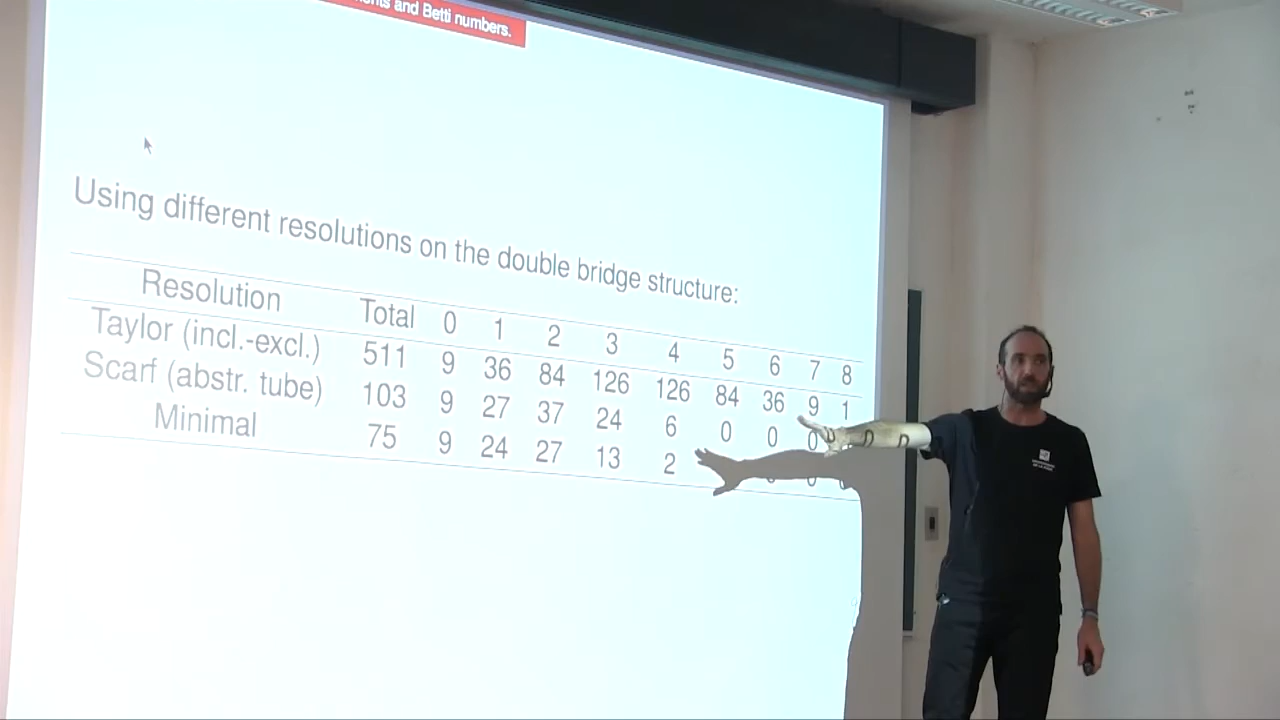 and Betti numbers.
Using different resolutions on the double bridge structure:
Resolution Total 0 1 2 3 4 5 6 7 8
Taylor (incl.-excl.) 511 9 36 84 126 126 84 36 9 1
Scarf (abstr. tube) 103 9 27 37 24 6 0 0 0
Minimal 75 9 24 27 13 2